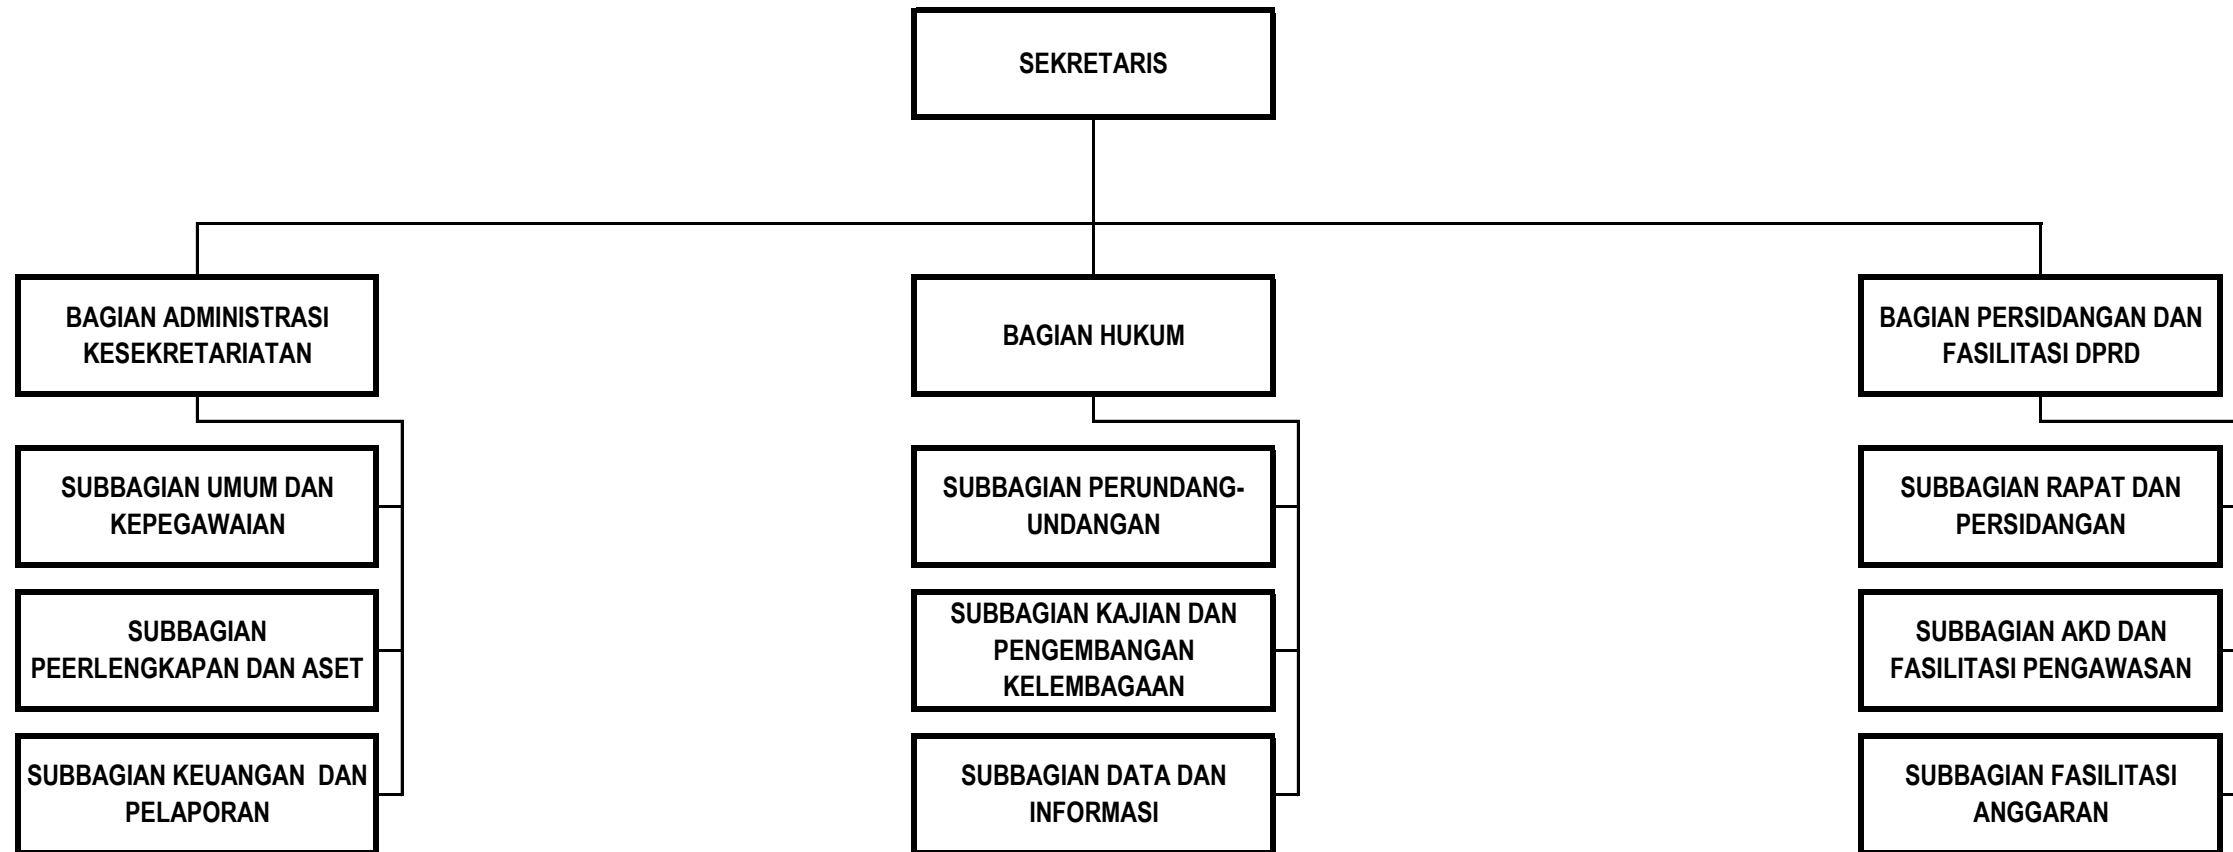 SEKRETARIS
BAGIAN ADMINISTRASI
KESEKRETARIATAN
BAGIAN HUKUM
BAGIAN PERSIDANGAN DAN
FASILITASI DPRD
SUBBAGIAN UMUM DAN
KEPEGAWAIAN
SUBBAGIAN PERUNDANG-
UNDANGAN
SUBBAGIAN RAPAT DAN
PERSIDANGAN
SUBBAGIAN
PEERLENGKAPAN DAN ASET
SUBBAGIAN KAJIAN DAN
PENGEMBANGAN
KELEMBAGAAN
SUBBAGIAN AKD DAN
FASILITASI PENGAWASAN
SUBBAGIAN KEUANGAN  DAN
PELAPORAN
SUBBAGIAN DATA DAN
INFORMASI
SUBBAGIAN FASILITASI
ANGGARAN